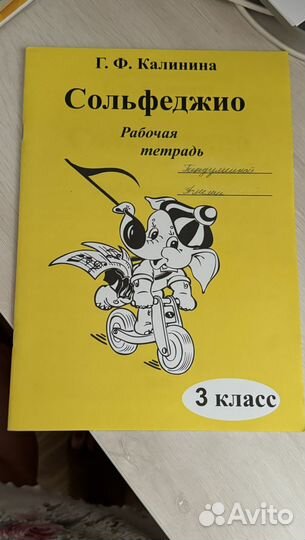 Г. Ф. Калинина
Сольфеджио
Рабочая
тетрадь
3 класс
Avito